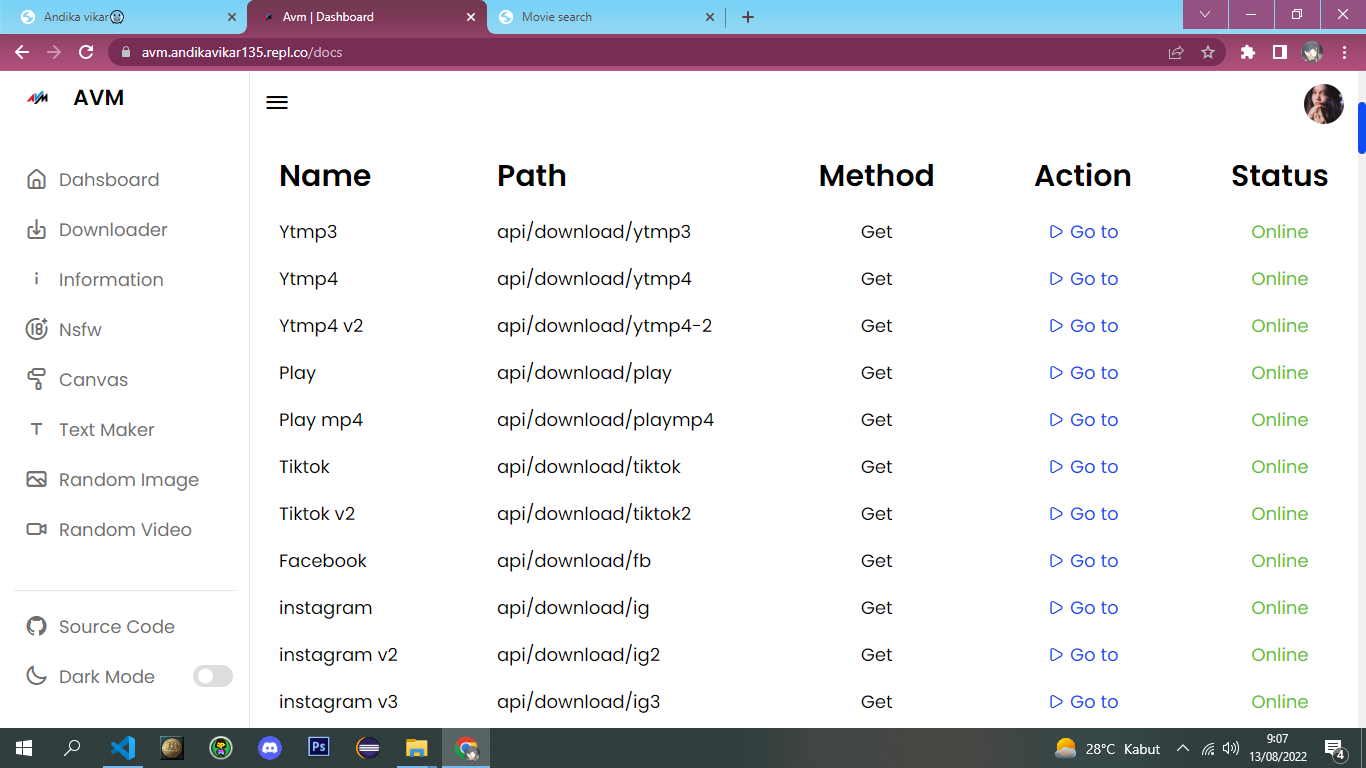 Andika vikar
Avm | Dashboard
Movie search
avm.andikavikar135.repl.co/docs
AVM AVM
Dahsboard
Downloader
Information
18+ Nsfw
Canvas
T Text Maker
Random Image
Random Video
Source Code
Dark Mode
Name Path Method Action Status
Ytmp3 api/download/ytmp3 Get Go to Online
Ytmp4 api/download/ytmp4 Get Go to Online
Ytmp4 v2 api/download/ytmp4-2 Get Go to Online
Play api/download/play Get Go to Online
Play mp4 api/download/playmp4 Get Go to Online
Tiktok api/download/tiktok Get Go to Online
Tiktok v2 api/download/tiktok2 Get Go to Online
Facebook api/download/fb Get Go to Online
instagram api/download/ig Get Go to Online
instagram v2 api/download/ig2 Get Go to Online
instagram v3 api/download/ig3 Get Go to Online
Ps
28°C Kabut
9:07
13/08/2022
4